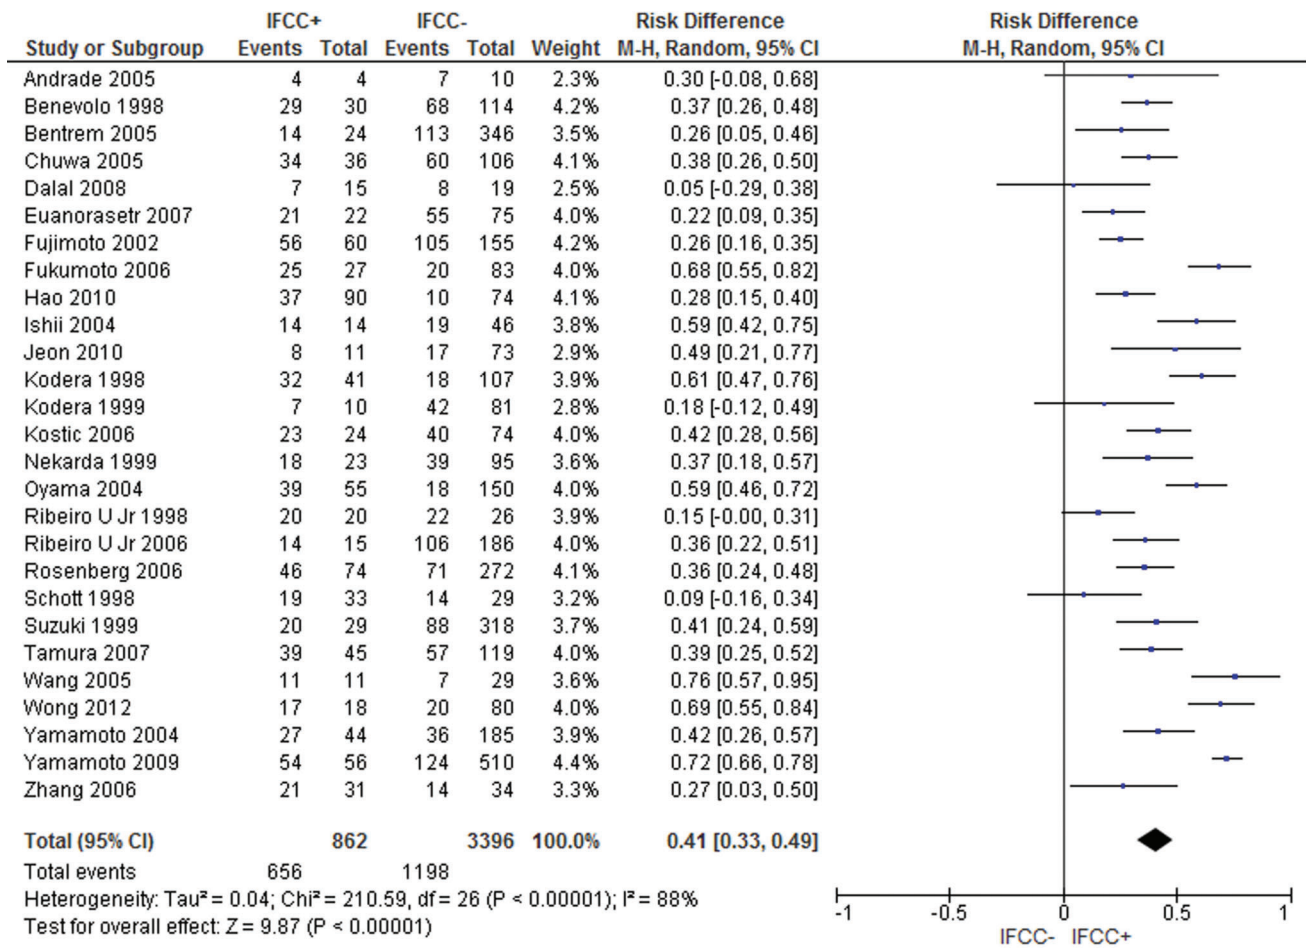 IFCC+ IFCC- Risk Difference Risk Difference
Study or Subgroup Events Total Events Total Weight M-H, Random, 95% CI M-H, Random, 95% CI
Andrade 2005 4 4 7 10 2.3% 0.30 [-0.08, 0.68]
Benevolo 1998 29 30 68 114 4.2% 0.37 [0.26, 0.48]
Bentrem 2005 14 24 113 346 3.5% 0.26 [0.05, 0.46]
Chuwa 2005 34 36 60 106 4.1% 0.38 [0.26, 0.50]
Dalal 2008 7 15 8 19 2.5% 0.05 [-0.29, 0.38]
Euanorasetr 2007 21 22 55 75 4.0% 0.22 [0.09, 0.35]
Fujimoto 2002 56 60 105 155 4.2% 0.26 [0.16, 0.35]
Fukumoto 2006 25 27 20 83 4.0% 0.68 [0.55, 0.82]
Hao 2010 37 90 10 74 4.1% 0.28 [0.15, 0.40]
Ishii 2004 14 14 19 46 3.8% 0.59 [0.42, 0.75]
Jeon 2010 8 11 17 73 2.9% 0.49 [0.21, 0.77]
Kodera 1998 32 41 18 107 3.9% 0.61 [0.47, 0.76]
Kodera 1999 7 10 42 81 2.8% 0.18 [-0.12, 0.49]
Kostic 2006 23 24 40 74 4.0% 0.42 [0.28, 0.56]
Nekarda 1999 18 23 39 95 3.6% 0.37 [0.18, 0.57]
Oyama 2004 39 55 18 150 4.0% 0.59 [0.46, 0.72]
Ribeiro U Jr 1998 20 20 22 26 3.9% 0.15 [-0.00, 0.31]
Ribeiro U Jr 2006 14 15 106 186 4.0% 0.36 [0.22, 0.51]
Rosenberg 2006 46 74 71 272 4.1% 0.36 [0.24, 0.48]
Schott 1998 19 33 14 29 3.2% 0.09 [-0.16, 0.34]
Suzuki 1999 20 29 88 318 3.7% 0.41 [0.24, 0.59]
Tamura 2007 39 45 57 119 4.0% 0.39 [0.25, 0.52]
Wang 2005 11 11 7 29 3.6% 0.76 [0.57, 0.95]
Wong 2012 17 18 20 80 4.0% 0.69 [0.55, 0.84]
Yamamoto 2004 27 44 36 185 3.9% 0.42 [0.26, 0.57]
Yamamoto 2009 54 56 124 510 4.4% 0.72 [0.66, 0.78]
Zhang 2006 21 31 14 34 3.3% 0.27 [0.03, 0.50]
Total (95% CI) 862 3396 100.0% 0.41 [0.33, 0.49]
Total events 656 1198
Heterogeneity: Tau² = 0.04; Chi² = 210.59, df = 26 (P < 0.00001); I² = 88%
Test for overall effect: Z = 9.87 (P < 0.00001)
-1 -0.5 0 0.5 1
IFCC- IFCC+